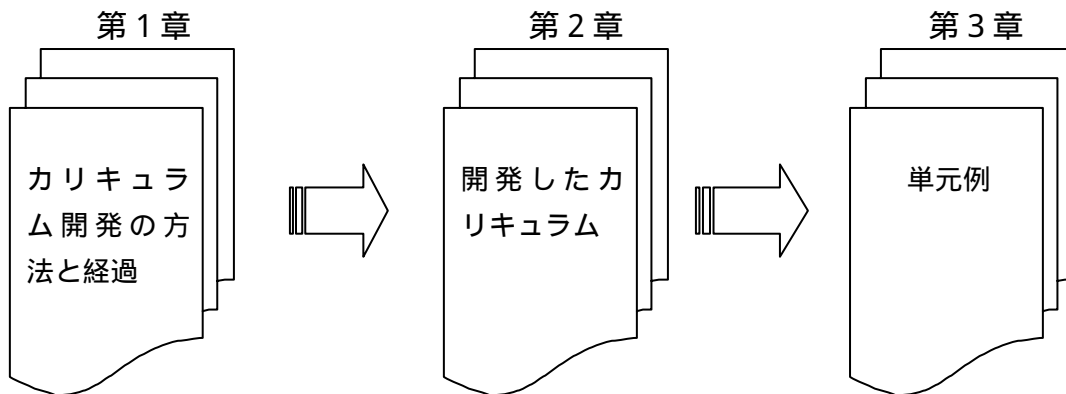 第1章
カリキュラ
ム開発の方
法と経過
第2章
開発したカ
リキュラム
第3章
単元例